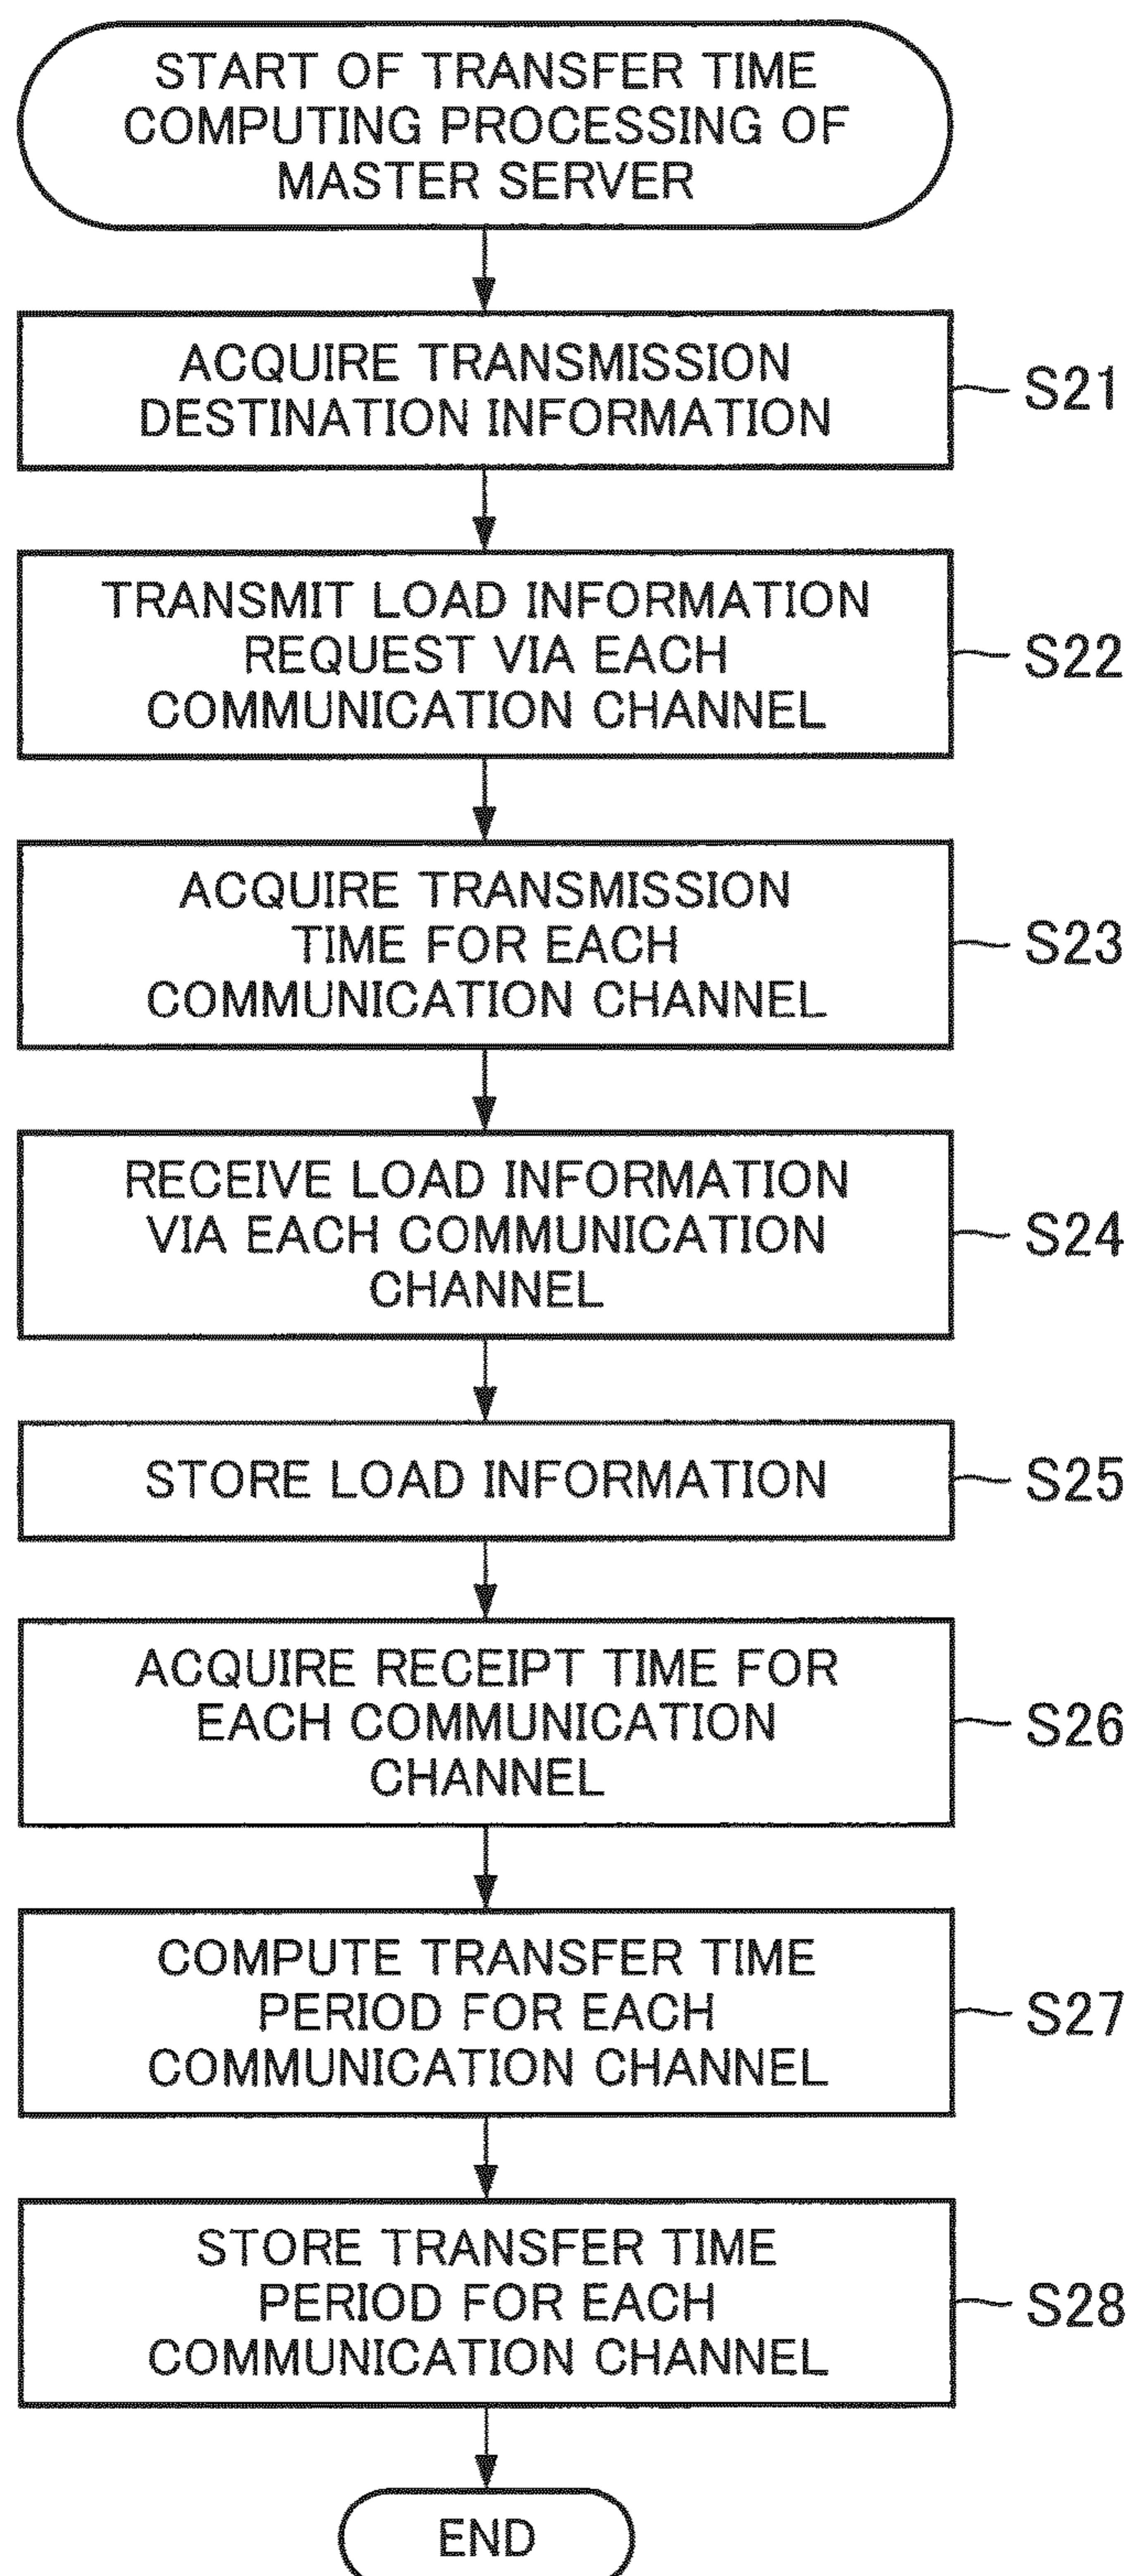 START OF TRANSFER TIME
COMPUTING PROCESSING OF
MASTER SERVER
ACQUIRE TRANSMISSION
DESTINATION INFORMATION
S21
TRANSMIT LOAD INFORMATION
REQUEST VIA EACH
COMMUNICATION CHANNEL
S22
ACQUIRE TRANSMISSION
TIME FOR EACH
COMMUNICATION CHANNEL
S23
RECEIVE LOAD INFORMATION
VIA EACH COMMUNICATION
CHANNEL
S24
STORE LOAD INFORMATION
S25
ACQUIRE RECEIPT TIME FOR
EACH COMMUNICATION
CHANNEL
S26
COMPUTE TRANSFER TIME
PERIOD FOR EACH
COMMUNICATION CHANNEL
S27
STORE TRANSFER TIME
PERIOD FOR EACH
COMMUNICATION CHANNEL
S28
END